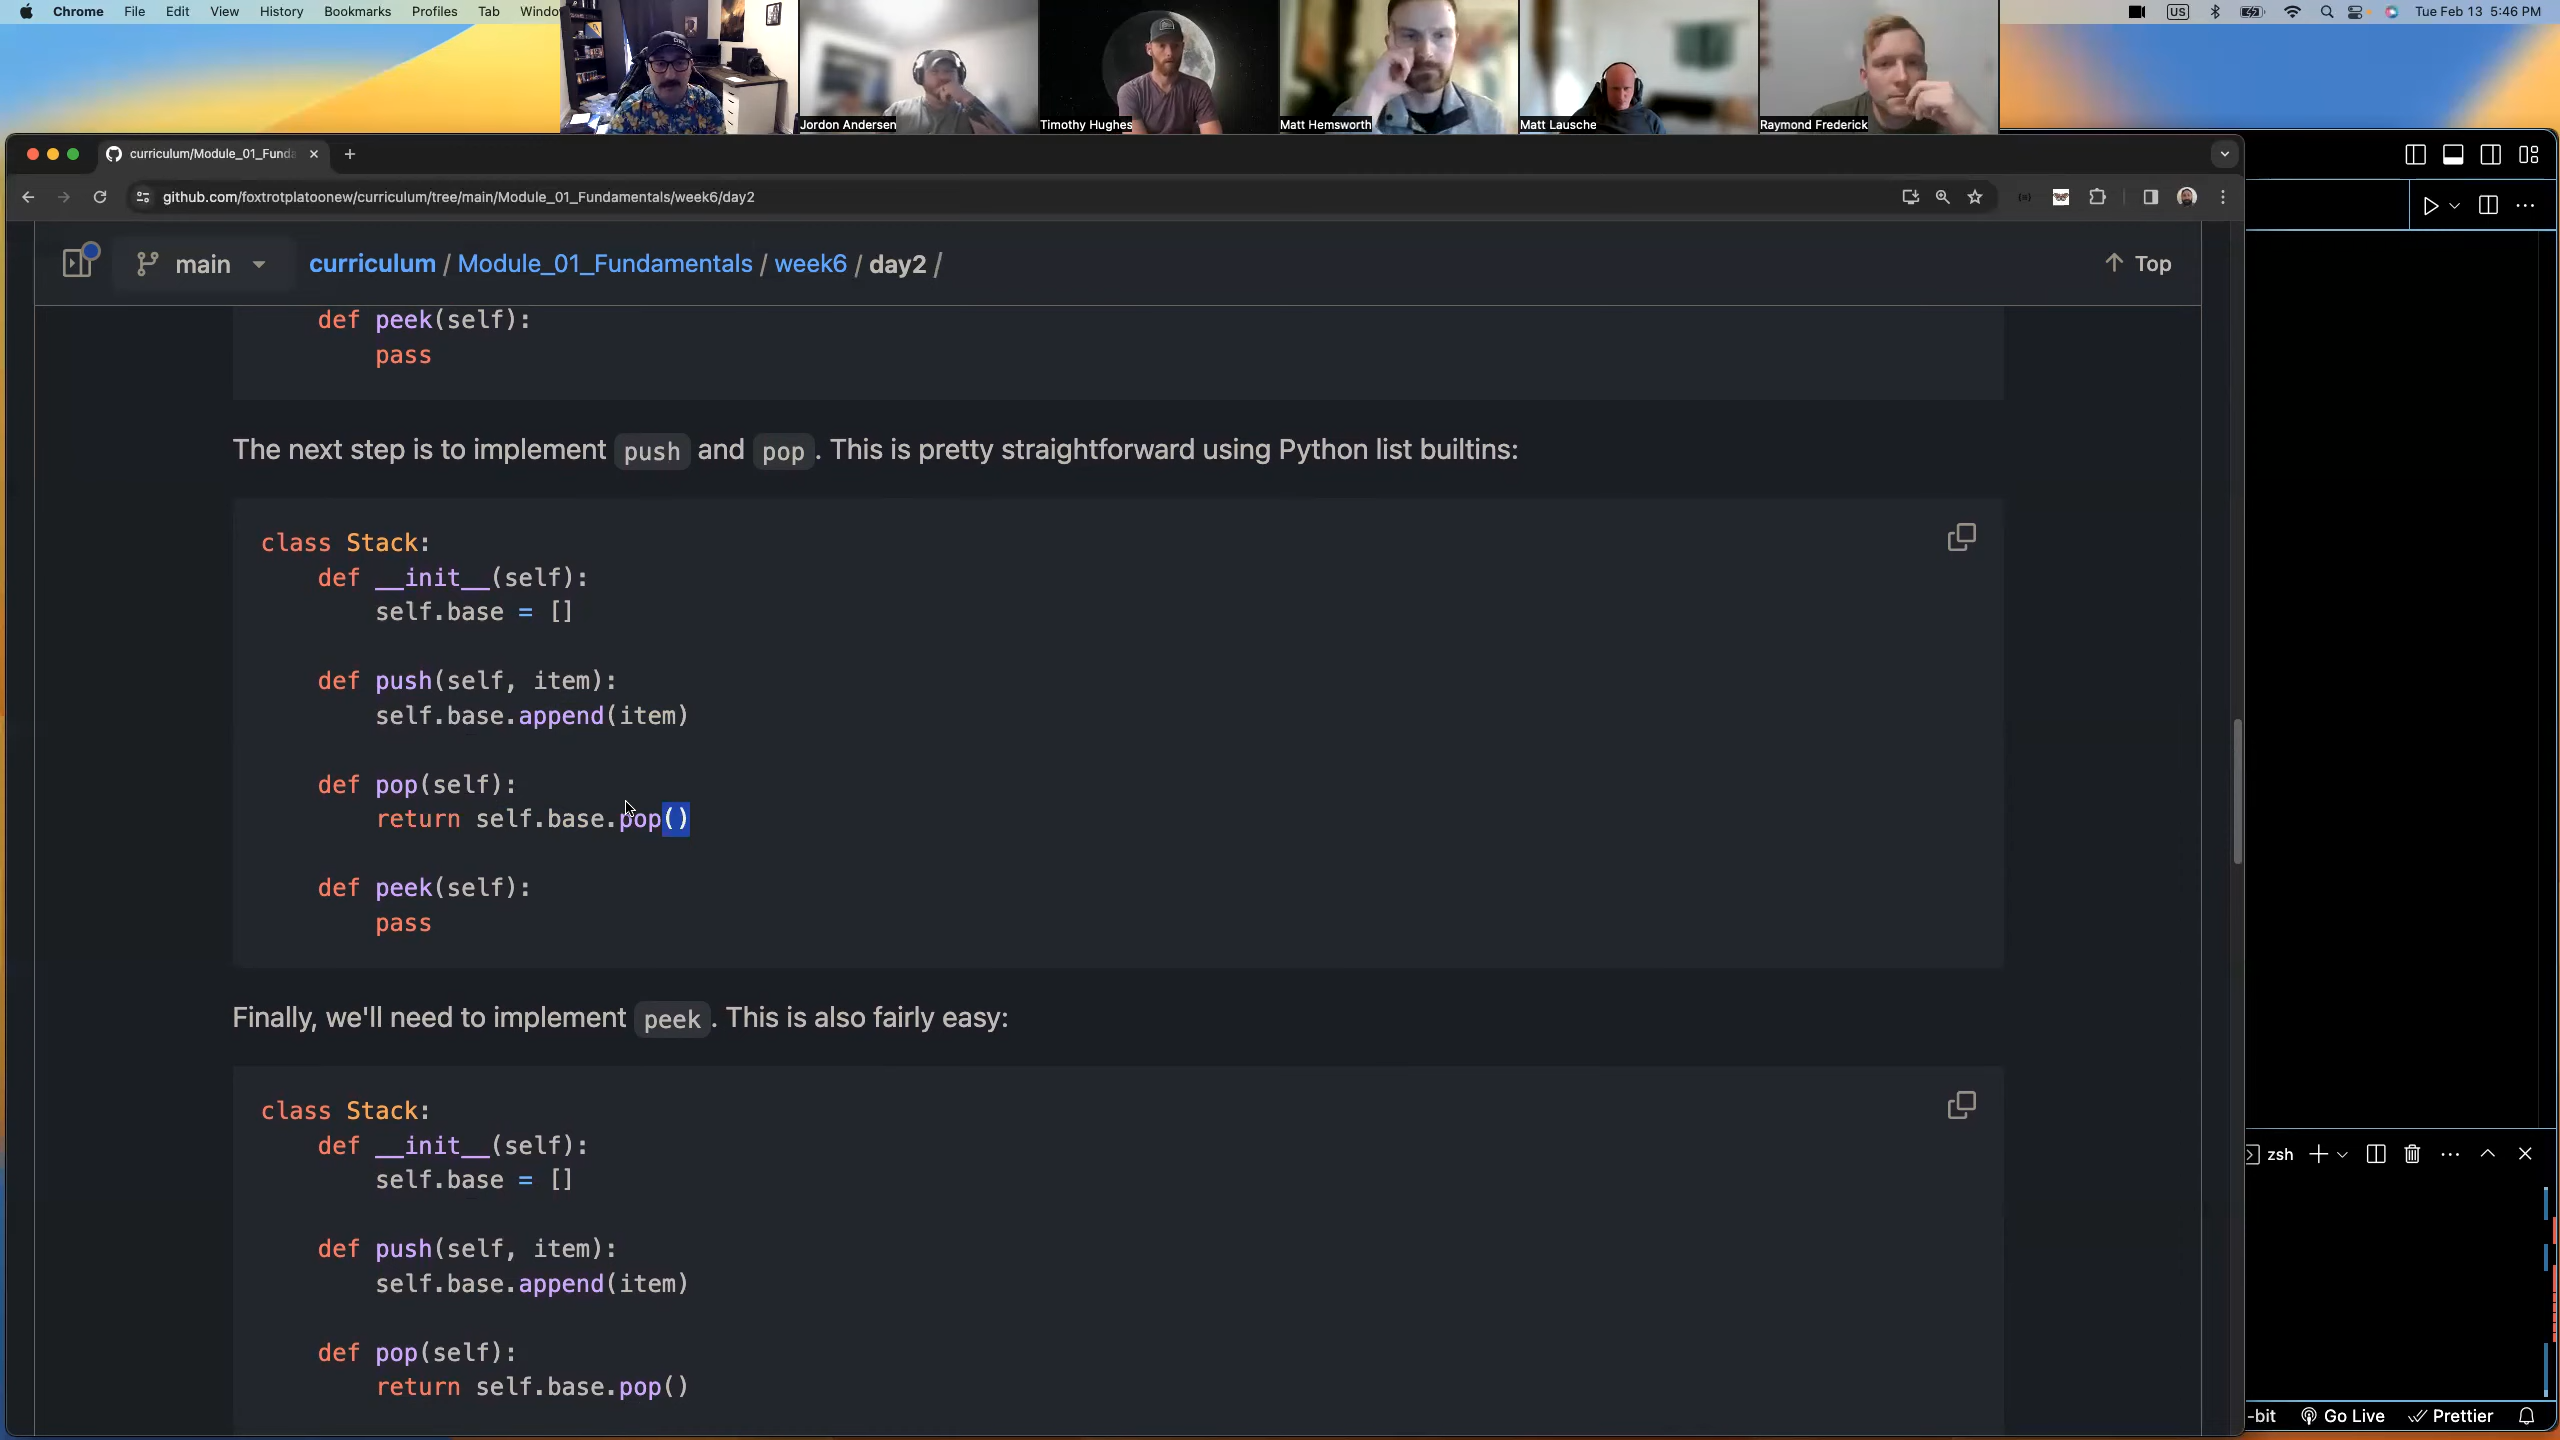 Chrome File Edit View History Bookmarks Profiles Tab Windo
US Tue Feb 13 5:46 PM
Jordon Andersen
Timothy Hughes
Matt Hemsworth
Matt Lausche
Raymond Frederick
curriculum/Module_01_Funda
github.com/foxtrotplatoonew/curriculum/tree/main/Module_01_Fundamentals/week6/day2
main curriculum / Module_01_Fundamentals / week6 / day2 / Top
def peek(self):
pass
The next step is to implement push and pop . This is pretty straightforward using Python list builtins:
class Stack:
def __init__(self):
self.base = []
def push(self, item):
self.base.append(item)
def pop(self):
return self.base.pop()
def peek(self):
pass
Finally, we'll need to implement peek . This is also fairly easy:
class Stack:
def __init__(self):
self.base = []
def push(self, item):
self.base.append(item)
def pop(self):
return self.base.pop()
zsh
-bit Go Live Prettier